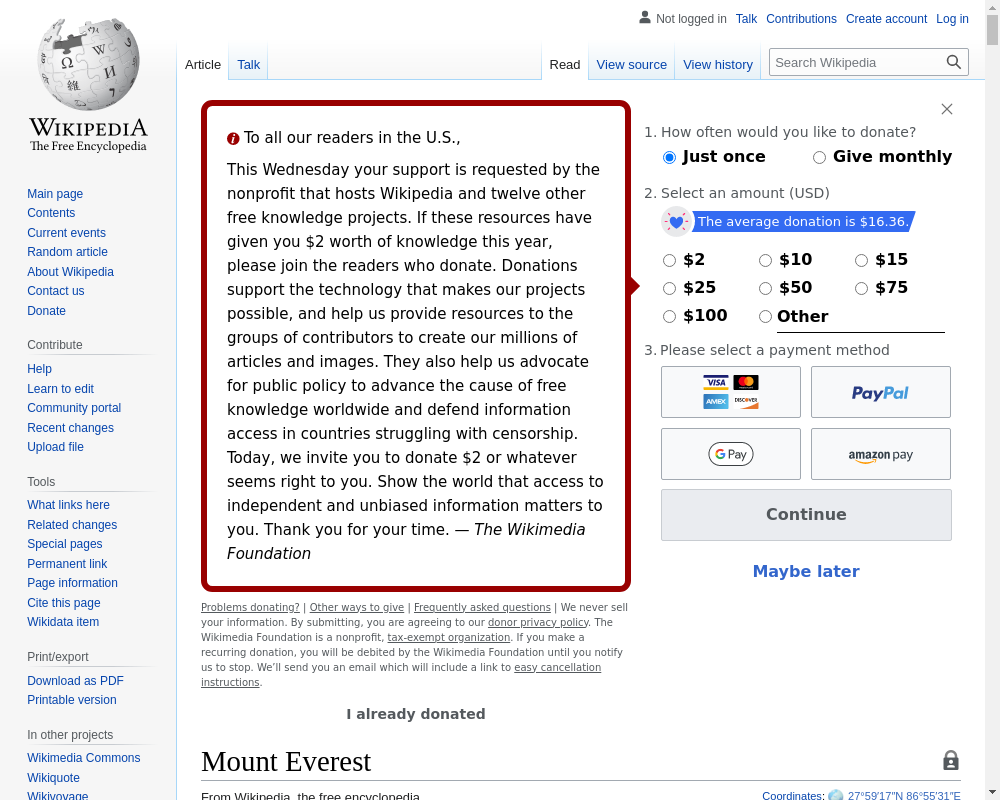 Not logged in Talk Contributions Create account Log in
Article Talk Read View source View history Search Wikipedia
WIKIPEDIA
The Free Encyclopedia
Main page
Contents
Current events
Random article
About Wikipedia
Contact us
Donate
Contribute
Help
Learn to edit
Community portal
Recent changes
Upload file
Tools
What links here
Related changes
Special pages
Permanent link
Page information
Cite this page
Wikidata item
Print/export
Download as PDF
Printable version
In other projects
Wikimedia Commons
Wikiquote
Wikivoyage
To all our readers in the U.S.,
This Wednesday your support is requested by the
nonprofit that hosts Wikipedia and twelve other
free knowledge projects. If these resources have
given you $2 worth of knowledge this year,
please join the readers who donate. Donations
support the technology that makes our projects
possible, and help us provide resources to the
groups of contributors to create our millions of
articles and images. They also help us advocate
for public policy to advance the cause of free
knowledge worldwide and defend information
access in countries struggling with censorship.
Today, we invite you to donate $2 or whatever
seems right to you. Show the world that access to
independent and unbiased information matters to
you. Thank you for your time. — The Wikimedia
Foundation
1. How often would you like to donate?
Just once Give monthly
2. Select an amount (USD)
The average donation is $16.36.
$2 $10 $15
$25 $50 $75
$100 Other
3. Please select a payment method
VISA mastercard
AMEX DISCOVER
PayPal
G Pay
amazon pay
Continue
Maybe later
Problems donating? | Other ways to give | Frequently asked questions | We never sell
your information. By submitting, you are agreeing to our donor privacy policy. The
Wikimedia Foundation is a nonprofit, tax-exempt organization. If you make a
recurring donation, you will be debited by the Wikimedia Foundation until you notify
us to stop. We’ll send you an email which will include a link to easy cancellation
instructions.
I already donated
Mount Everest
From Wikipedia, the free encyclopedia
Coordinates: 27°59′17″N 86°55′31″E